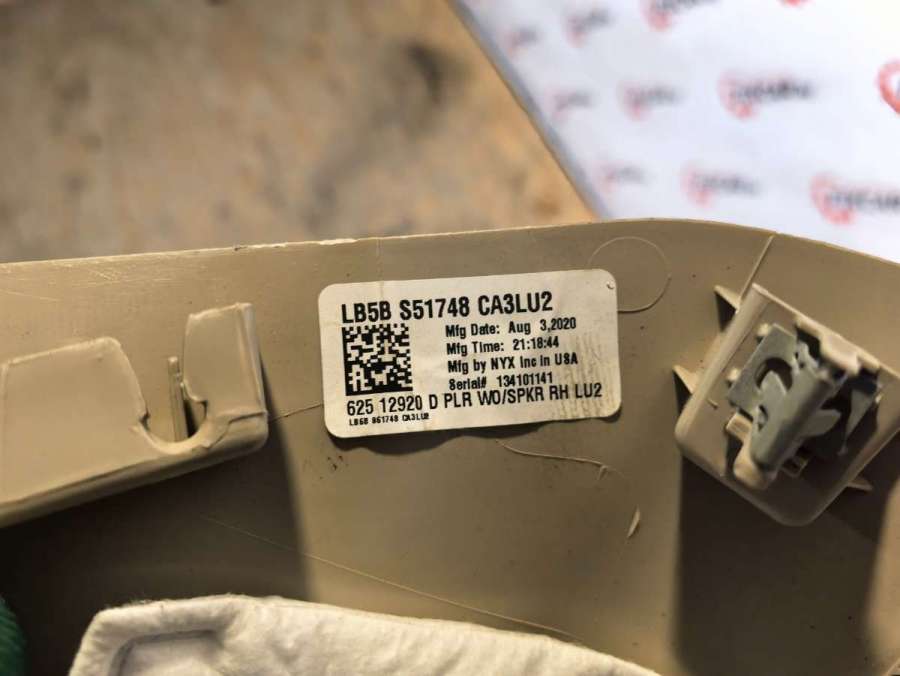 LB5B S51748 CA3LU2
Mfg Date: Aug 3,2020
Mfg Time: 21:18:44
Mfg by NYX Inc in USA
Serial# 134101141
625 12920 D PLR WO/SPKR RH LU2
LB5B S51748 CA3LU2